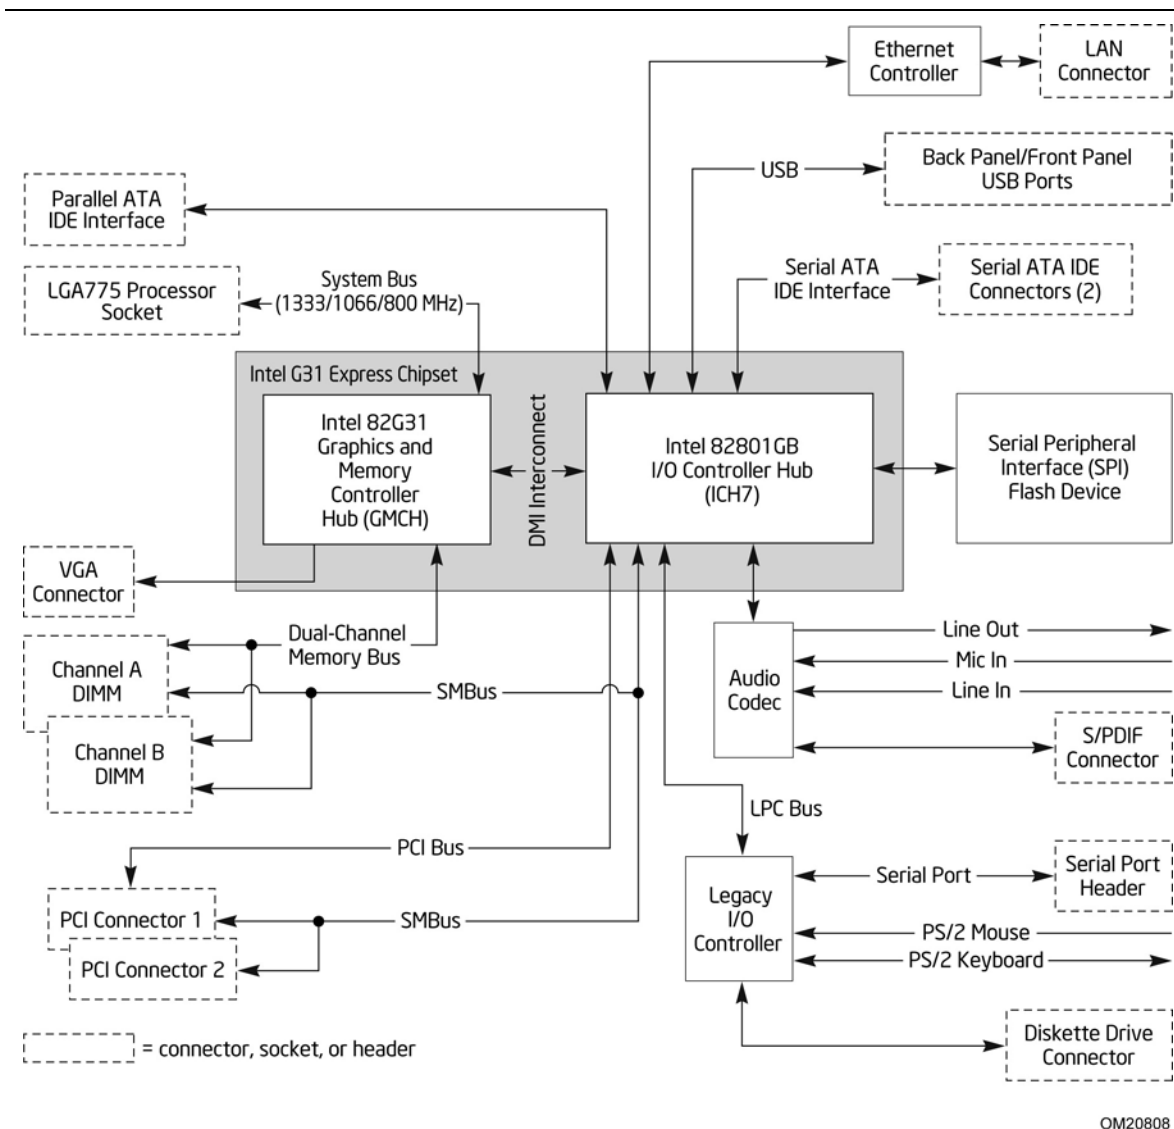 Ethernet
Controller
LAN
Connector
USB
Back Panel/Front Panel
USB Ports
Parallel ATA
IDE Interface
Serial ATA
IDE Interface
Serial ATA IDE
Connectors (2)
LGA775 Processor
Socket
System Bus
(1333/1066/800 MHz)
Intel G31 Express Chipset
Intel 82G31
Graphics and
Memory
Controller
Hub (GMCH)
DMI Interconnect
Intel 82801GB
I/O Controller Hub
(ICH7)
Serial Peripheral
Interface (SPI)
Flash Device
VGA
Connector
Dual-Channel
Memory Bus
Channel A
DIMM
SMBus
Channel B
DIMM
Audio
Codec
Line Out
Mic In
Line In
S/PDIF
Connector
LPC Bus
PCI Bus
PCI Connector 1
SMBus
PCI Connector 2
Legacy
I/O
Controller
Serial Port
Serial Port
Header
PS/2 Mouse
PS/2 Keyboard
Diskette Drive
Connector
= connector, socket, or header
OM20808